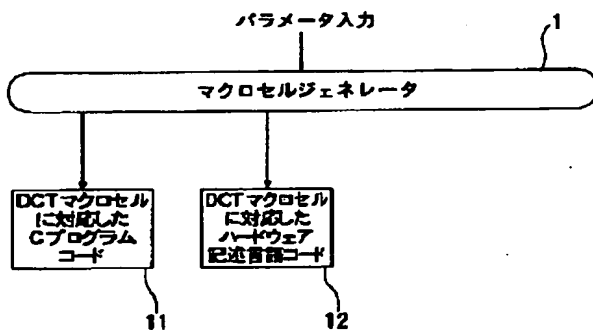 パラメータ入力
1
マクロセルジェネレータ
DCTマクロセル
に対応した
Cプログラム
コード
DCTマクロセル
に対応した
ハードウェア
記述言語コード
11
12